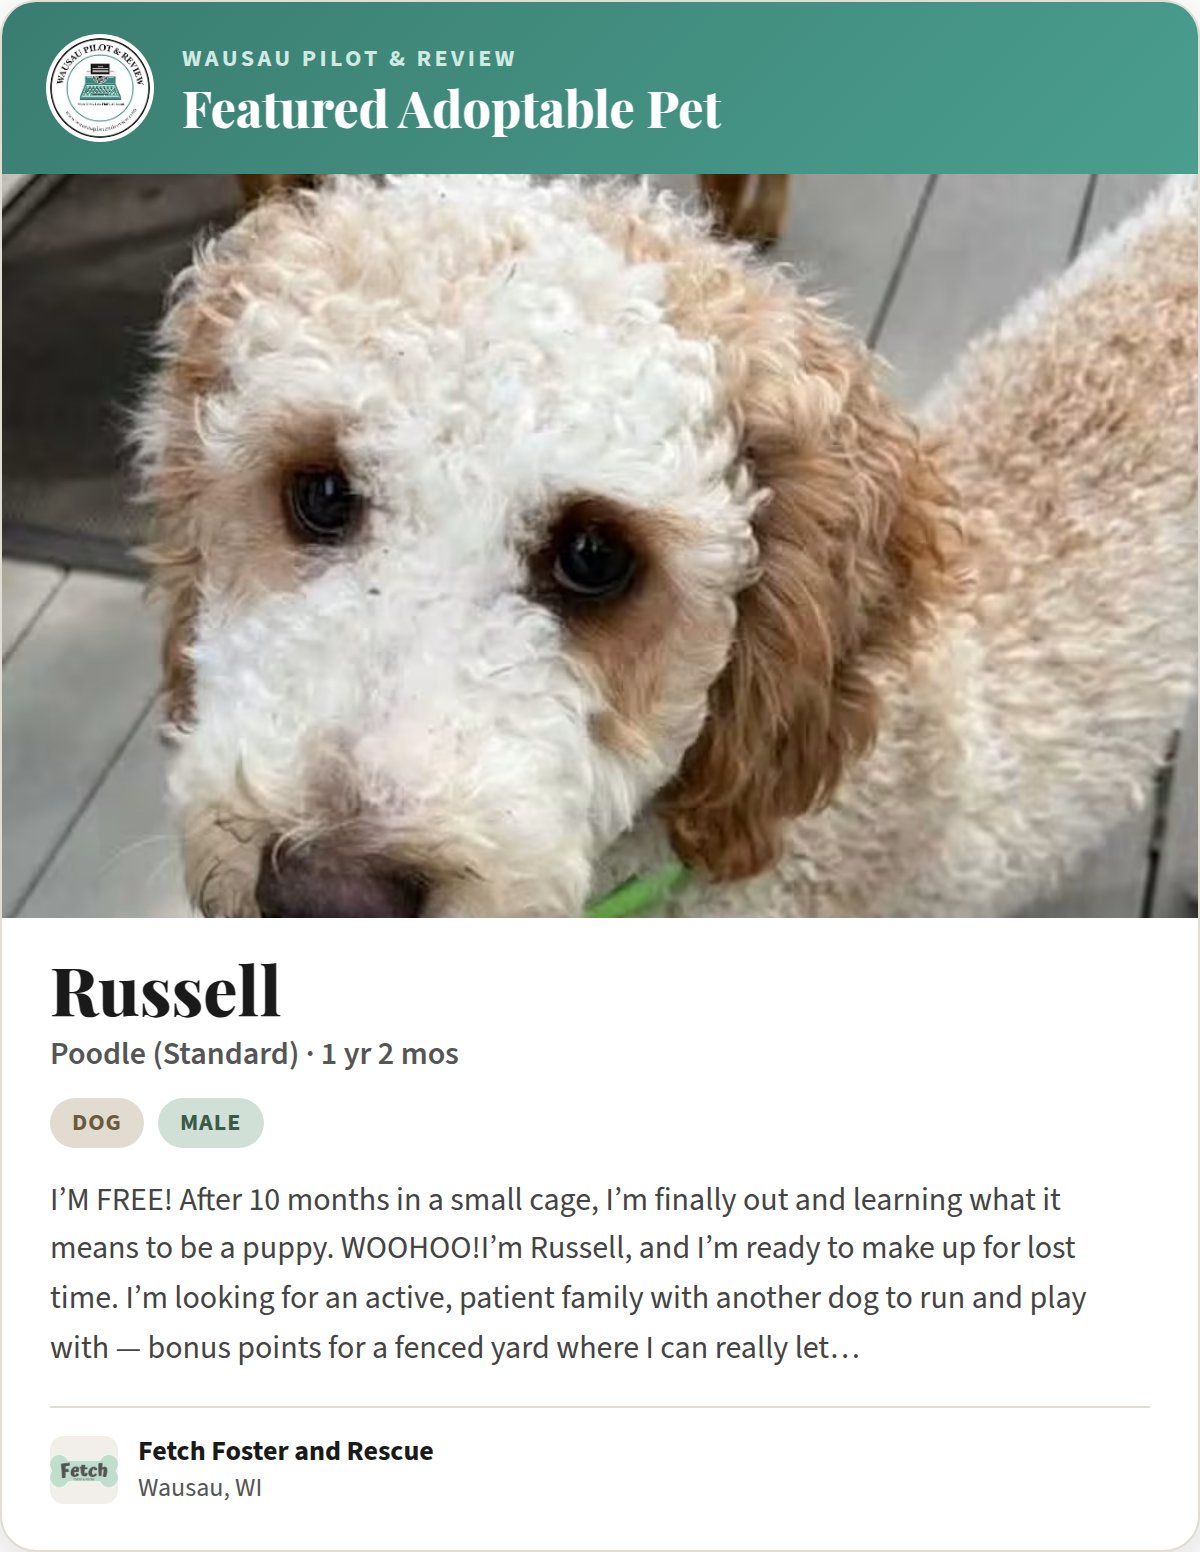 WAUSAU PILOT & REVIEW
WAUSAU PILOT & REVIEW
Featured Adoptable Pet
Russell
Poodle (Standard) · 1 yr 2 mos
DOG
MALE
I’M FREE! After 10 months in a small cage, I’m finally out and learning what it
means to be a puppy. WOOHOO!I’m Russell, and I’m ready to make up for lost
time. I’m looking for an active, patient family with another dog to run and play
with — bonus points for a fenced yard where I can really let…
Fetch
Fetch Foster and Rescue
Wausau, WI